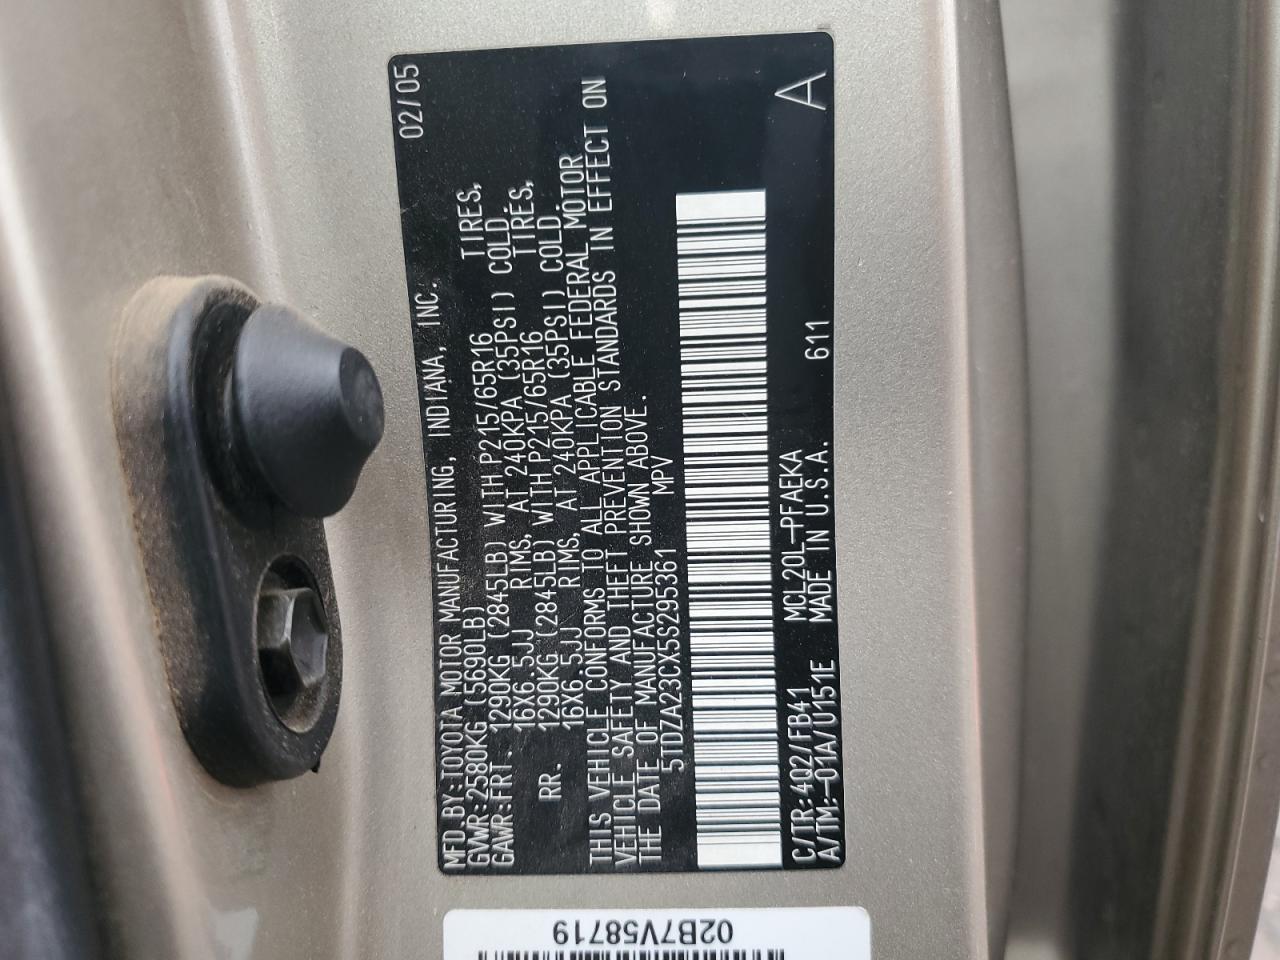 MFD.BY:TOYOTA MOTOR MANUFACTURING, INDIANA, INC. 02/05
GVWR:2580KG (5690LB)
GAWR:FRT. 1290KG (2845LB) WITH P215/65R16 TIRES,
16X6.5JJ RIMS, AT 240KPA (35PSI) COLD.
RR. 1290KG (2845LB) WITH P215/65R16 TIRES,
16X6.5JJ RIMS, AT 240KPA (35PSI) COLD.
THIS VEHICLE CONFORMS TO ALL APPLICABLE FEDERAL MOTOR
VEHICLE SAFETY AND THEFT PREVENTION STANDARDS IN EFFECT ON
THE DATE OF MANUFACTURE SHOWN ABOVE.
5TDZA23CX5S295361 MPV
C/TR:4Q2/FB41 MCL20L-PFAEKA
A/TM:-01A/U151E MADE IN U.S.A. 611 A
02B7V58719